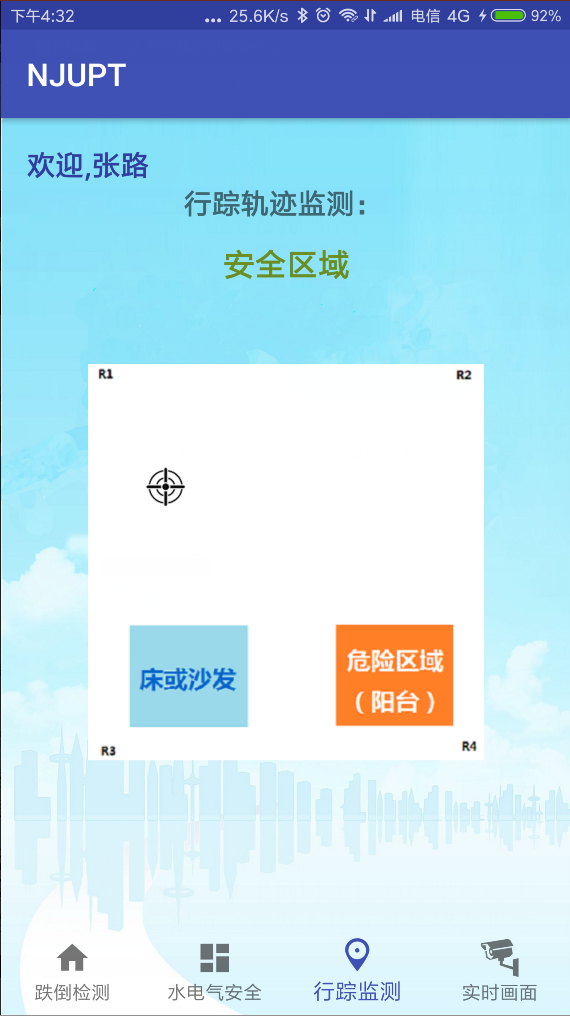 下午4:32 ... 25.6K/s 电信 4G 92%
NJUPT
欢迎,张路
行踪轨迹监测：
安全区域
R1 R2
床或沙发
危险区域
（阳台）
R3 R4
跌倒检测 水电气安全 行踪监测 实时画面